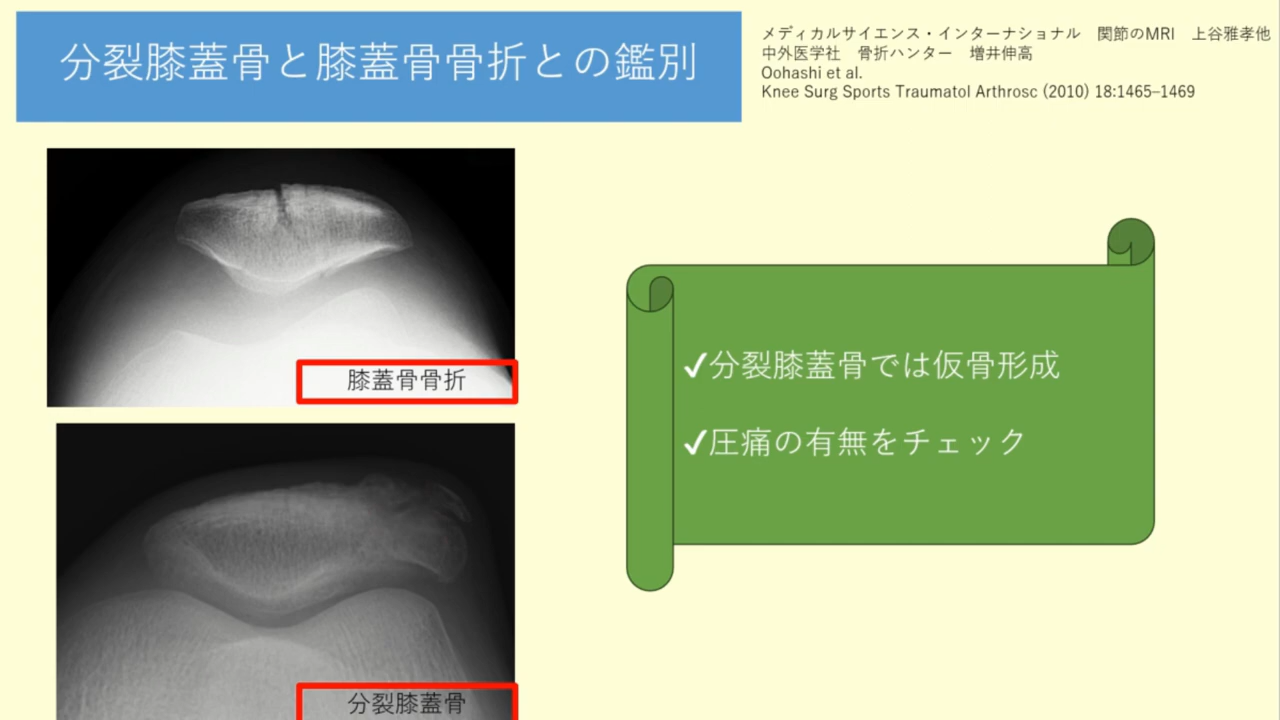 分裂膝蓋骨と膝蓋骨骨折との鑑別
メディカルサイエンス・インターナショナル　関節のMRI　上谷雅孝他
中外医学社　骨折ハンター　増井伸高
Oohashi et al.
Knee Surg Sports Traumatol Arthrosc (2010) 18:1465–1469
膝蓋骨骨折
✓分裂膝蓋骨では仮骨形成
✓圧痛の有無をチェック
分裂膝蓋骨